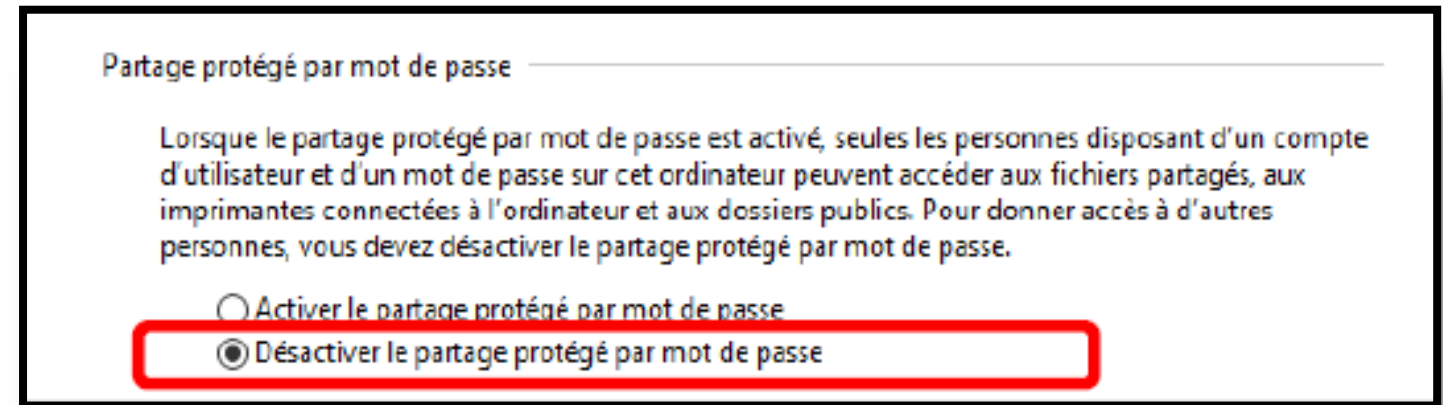 Partage protégé par mot de passe
Lorsque le partage protégé par mot de passe est activé, seules les personnes disposant d'un compte
d'utilisateur et d'un mot de passe sur cet ordinateur peuvent accéder aux fichiers partagés, aux
imprimantes connectées à l'ordinateur et aux dossiers publics. Pour donner accès à d'autres
personnes, vous devez désactiver le partage protégé par mot de passe.
Activer le partage protégé par mot de passe
Désactiver le partage protégé par mot de passe